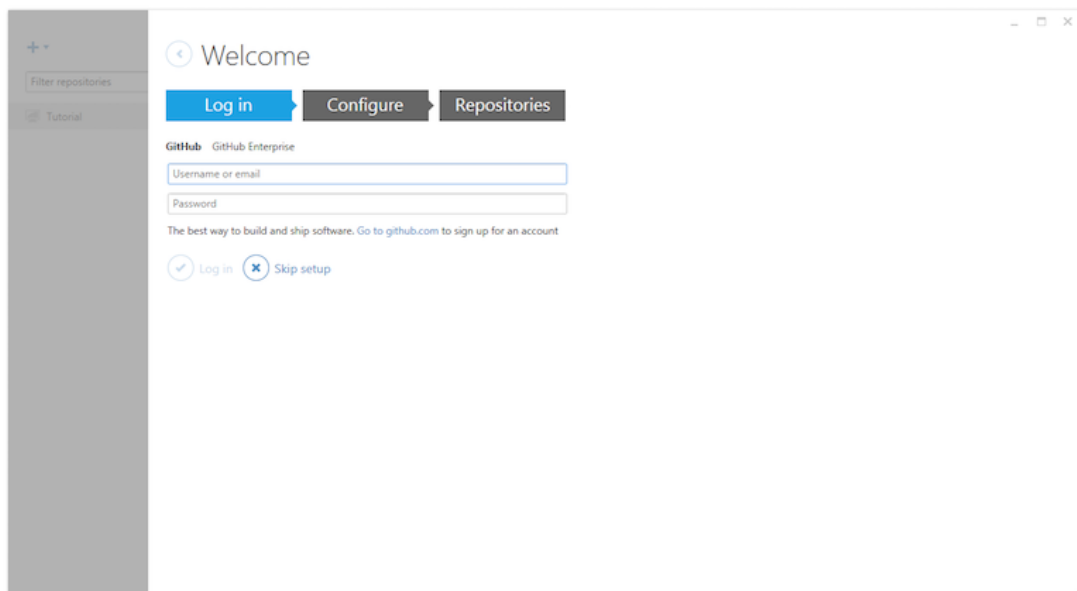 Filter repositories
Tutorial
Welcome
Log in Configure Repositories
GitHub GitHub Enterprise
Username or email
Password
The best way to build and ship software. Go to github.com to sign up for an account
Log in Skip setup